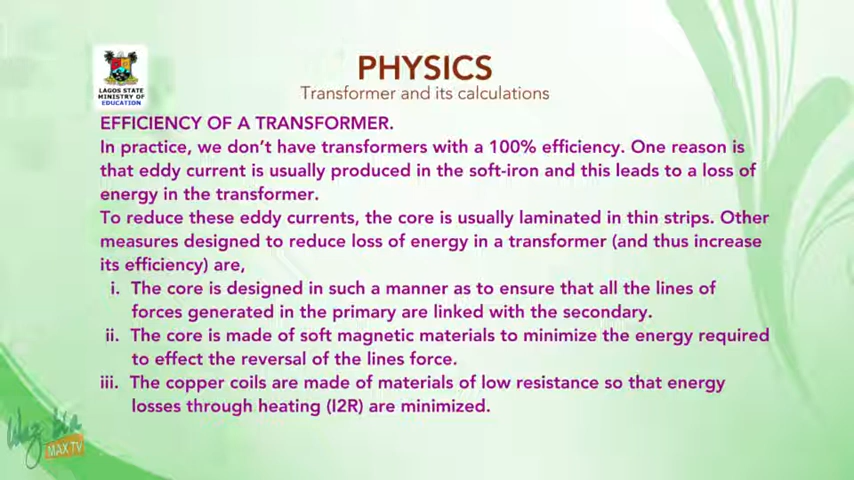 LAGOS STATE
MINISTRY OF
EDUCATION
PHYSICS
Transformer and its calculations
EFFICIENCY OF A TRANSFORMER.
In practice, we don't have transformers with a 100% efficiency. One reason is
that eddy current is usually produced in the soft-iron and this leads to a loss of
energy in the transformer.
To reduce these eddy currents, the core is usually laminated in thin strips. Other
measures designed to reduce loss of energy in a transformer (and thus increase
its efficiency) are,
i. The core is designed in such a manner as to ensure that all the lines of
forces generated in the primary are linked with the secondary.
ii. The core is made of soft magnetic materials to minimize the energy required
to effect the reversal of the lines force.
iii. The copper coils are made of materials of low resistance so that energy
losses through heating (I2R) are minimized.
MAX TV